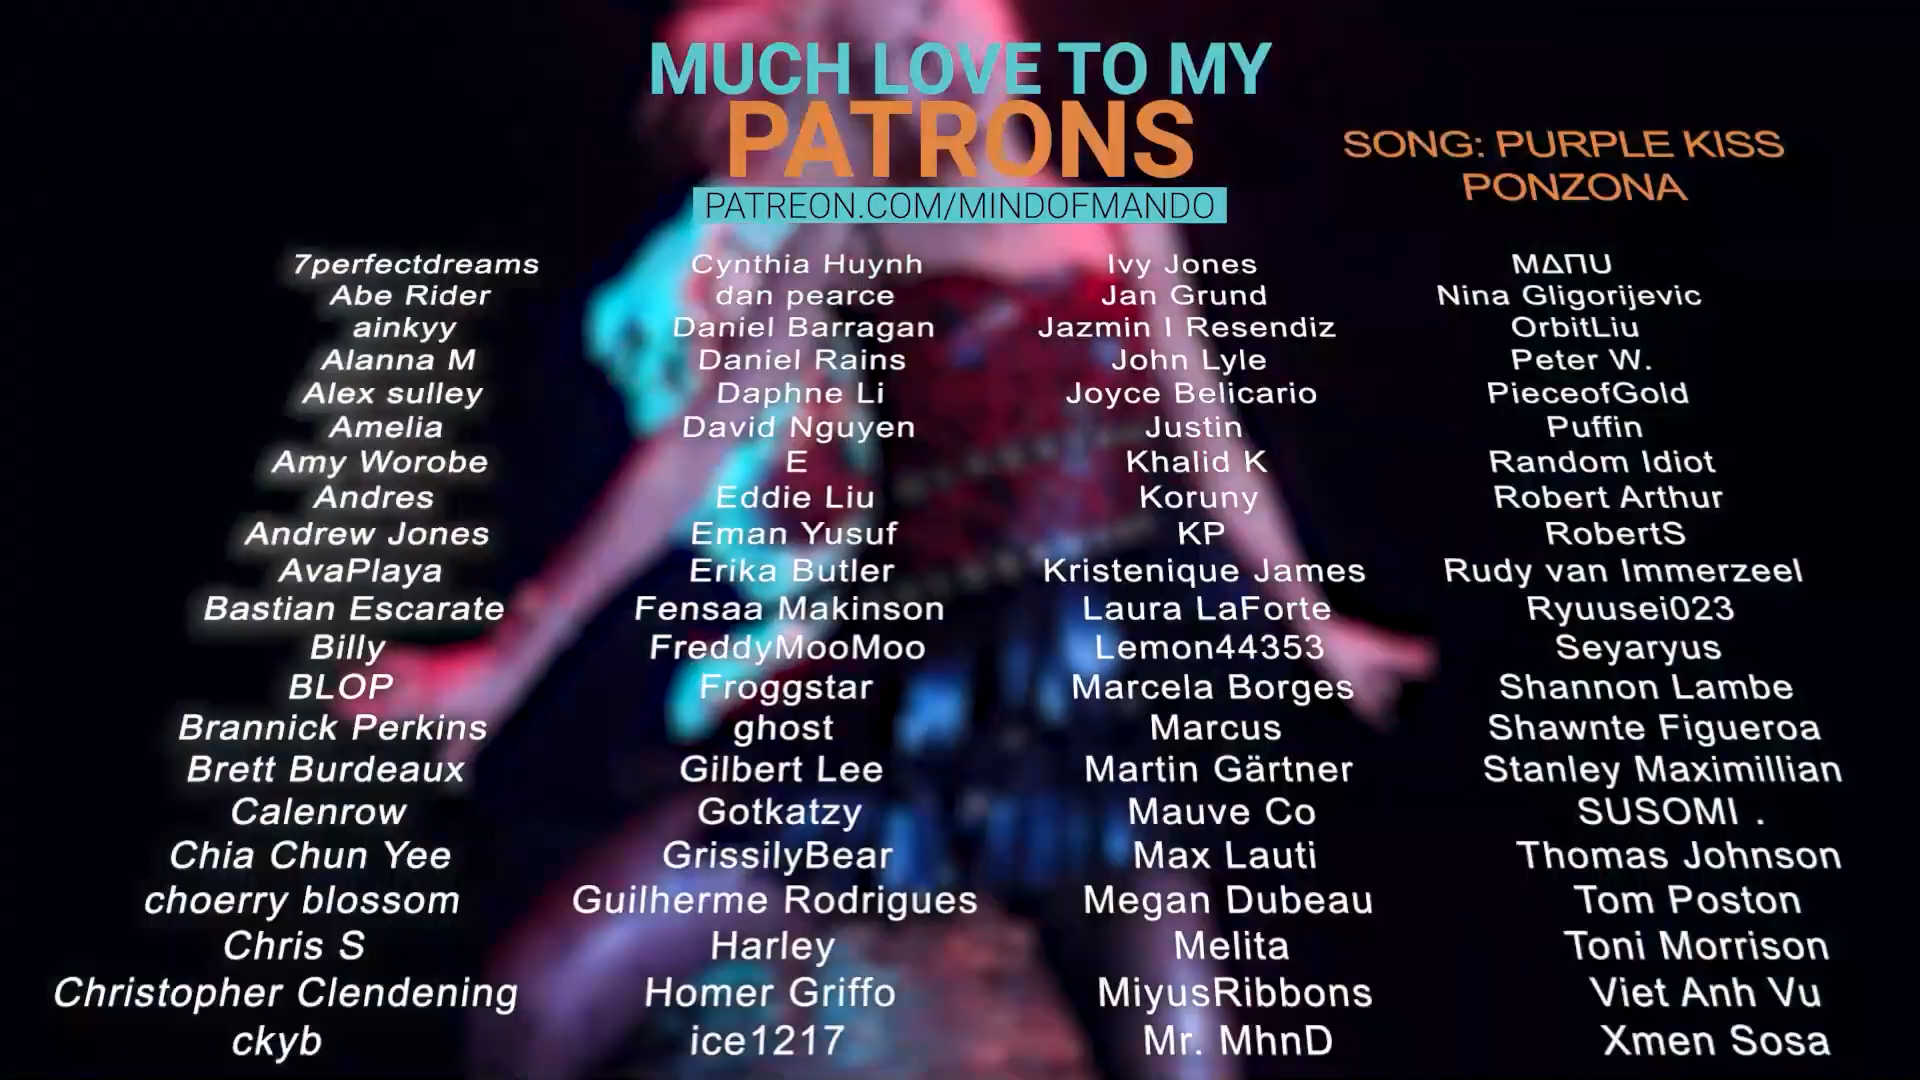 MUCH LOVE TO MY
PATRONS
PATREON.COM/MINDOFMANDO
SONG: PURPLE KISS
PONZONA
7perfectdreams
Abe Rider
ainkyy
Alanna M
Alex sulley
Amelia
Amy Worobe
Andres
Andrew Jones
AvaPlaya
Bastian Escarate
Billy
BLOP
Brannick Perkins
Brett Burdeaux
Calenrow
Chia Chun Yee
choerry blossom
Chris S
Christopher Clendening
ckyb
Cynthia Huynh
dan pearce
Daniel Barragan
Daniel Rains
Daphne Li
David Nguyen
E
Eddie Liu
Eman Yusuf
Erika Butler
Fensaa Makinson
FreddyMooMoo
Froggstar
ghost
Gilbert Lee
Gotkatzy
GrissilyBear
Guilherme Rodrigues
Harley
Homer Griffo
ice1217
Ivy Jones
Jan Grund
Jazmin I Resendiz
John Lyle
Joyce Belicario
Justin
Khalid K
Koruny
KP
Kristenique James
Laura LaForte
Lemon44353
Marcela Borges
Marcus
Martin Gärtner
Mauve Co
Max Lauti
Megan Dubeau
Melita
MiyusRibbons
Mr. MhnD
MΔΠU
Nina Gligorijevic
OrbitLiu
Peter W.
PieceofGold
Puffin
Random Idiot
Robert Arthur
RobertS
Rudy van Immerzeel
Ryuusei023
Seyaryus
Shannon Lambe
Shawnte Figueroa
Stanley Maximillian
SUSOMI .
Thomas Johnson
Tom Poston
Toni Morrison
Viet Anh Vu
Xmen Sosa